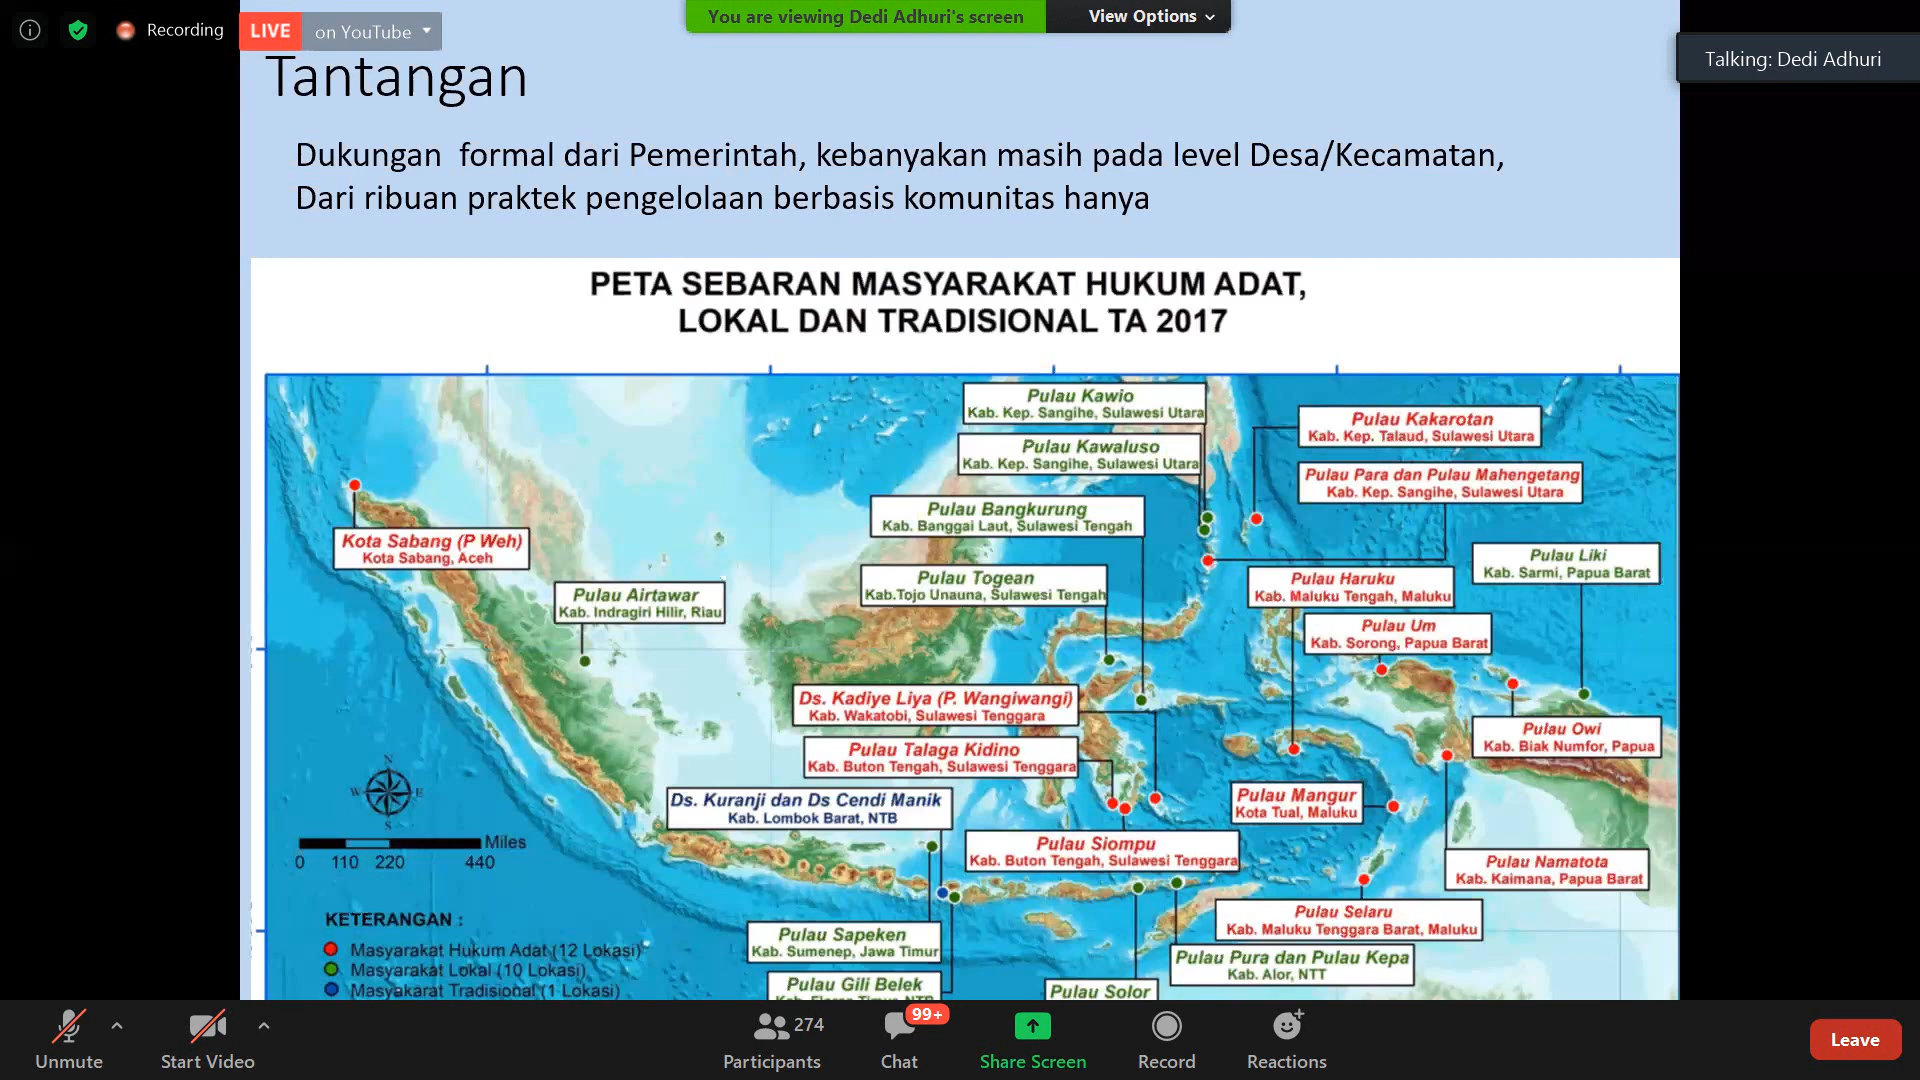 Recording
LIVE on YouTube
You are viewing Dedi Adhuri's screen
View Options
Talking: Dedi Adhuri
Tantangan
Dukungan formal dari Pemerintah, kebanyakan masih pada level Desa/Kecamatan,
Dari ribuan praktek pengelolaan berbasis komunitas hanya
PETA SEBARAN MASYARAKAT HUKUM ADAT,
LOKAL DAN TRADISIONAL TA 2017
Pulau Kawio
Kab. Kep. Sangihe, Sulawesi Utara
Pulau Kakarotan
Kab. Kep. Talaud, Sulawesi Utara
Pulau Kawaluso
Kab. Kep. Sangihe, Sulawesi Utara
Pulau Para dan Pulau Mahengetang
Kab. Kep. Sangihe, Sulawesi Utara
Pulau Bangkurung
Kab. Banggai Laut, Sulawesi Tengah
Kota Sabang (P Weh)
Kota Sabang, Aceh
Pulau Liki
Kab. Sarmi, Papua Barat
Pulau Togean
Kab.Tojo Unauna, Sulawesi Tengah
Pulau Haruku
Kab. Maluku Tengah, Maluku
Pulau Airtawar
Kab. Indragiri Hilir, Riau
Pulau Um
Kab. Sorong, Papua Barat
Ds. Kadiye Liya (P. Wangiwangi)
Kab. Wakatobi, Sulawesi Tenggara
Pulau Owi
Kab. Biak Numfor, Papua
Pulau Talaga Kidino
Kab. Buton Tengah, Sulawesi Tenggara
Ds. Kuranji dan Ds Cendi Manik
Kab. Lombok Barat, NTB
Pulau Mangur
Kota Tual, Maluku
Pulau Siompu
Kab. Buton Tengah, Sulawesi Tenggara
Pulau Namatota
Kab. Kaimana, Papua Barat
Pulau Selaru
Kab. Maluku Tenggara Barat, Maluku
Pulau Sapeken
Kab. Sumenep, Jawa Timur
Pulau Pura dan Pulau Kepa
Kab. Alor, NTT
Pulau Gili Belek
Kab. Flores Timur, NTB
Pulau Solor
N
W E
S
Miles
0 110 220 440
KETERANGAN :
Masyarakat Hukum Adat (12 Lokasi)
Masyarakat Lokal (10 Lokasi)
Masyakarat Tradisional (1 Lokasi)
Unmute
Start Video
274
Participants
99+
Chat
Share Screen
Record
Reactions
Leave